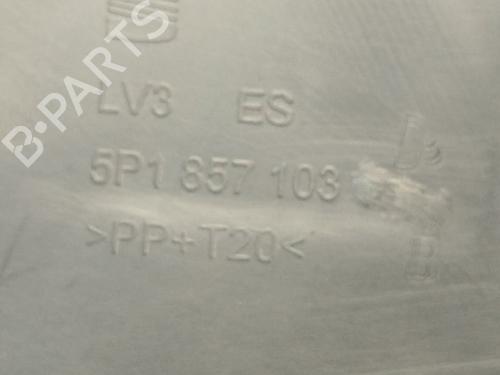 B-PARTS
LV3 ES
5P1 857 103
>PP+T20<